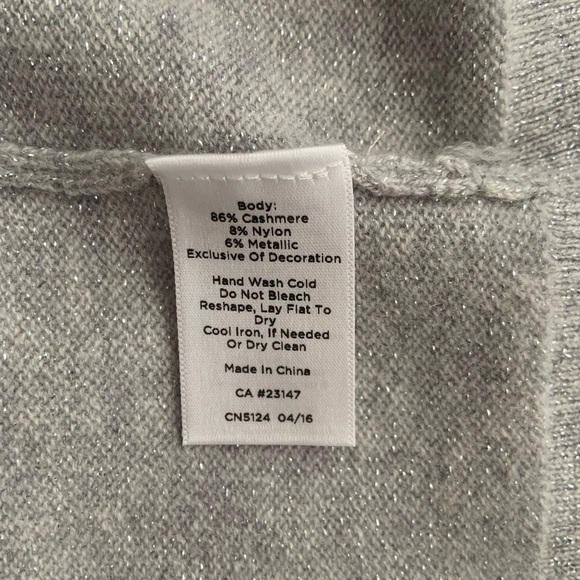 Body:
86% Cashmere
8% Nylon
6% Metallic
Exclusive Of Decoration
Hand Wash Cold
Do Not Bleach
Reshape, Lay Flat To
Dry
Cool Iron, If Needed
Or Dry Clean
Made In China
CA #23147
CN5124 04/16